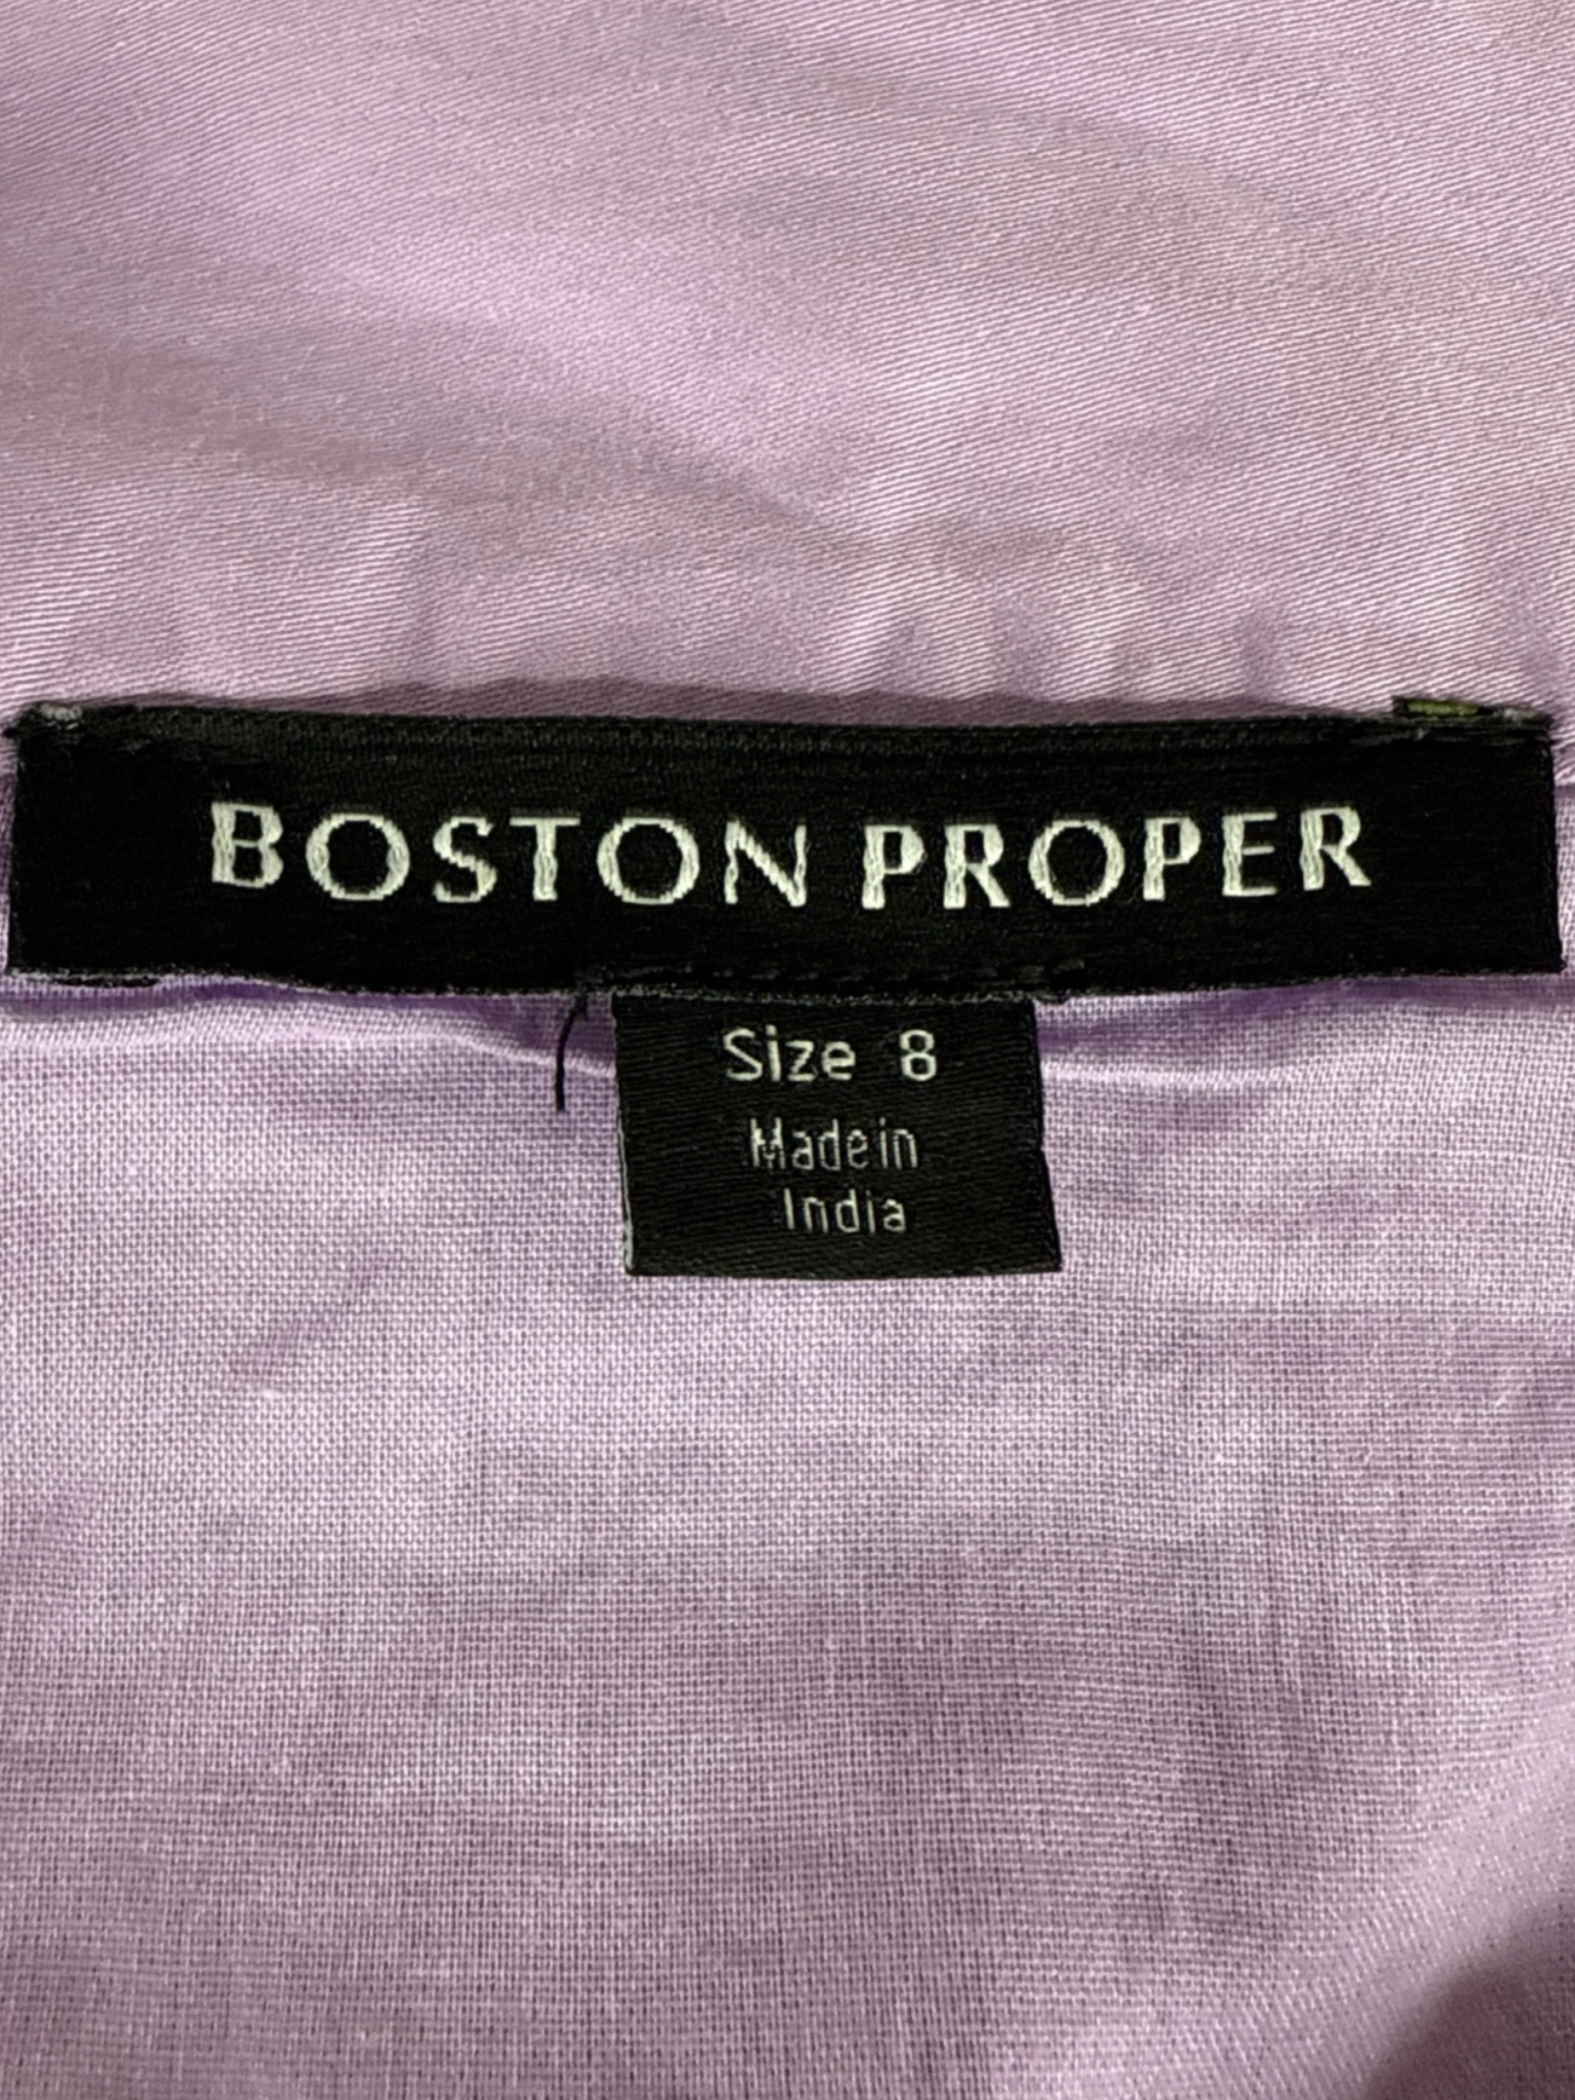 BOSTON PROPER
Size 8
Made in
India